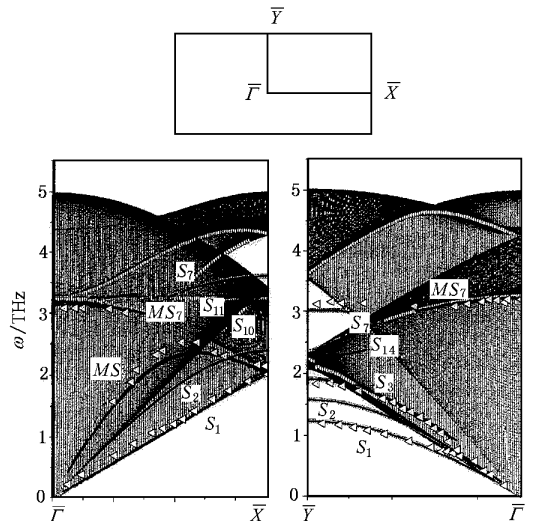 Y̅
Γ̅ X̅
ω/THz
5
4
3
2
1
0
S₇
MS₇
S₁₁
S₁₀
MS
S₂
S₁
Γ̅ X̅
5
4
3
2
1
0
MS₇
S₇
S₁₄
S₃
S₂
S₁
Y̅ Γ̅